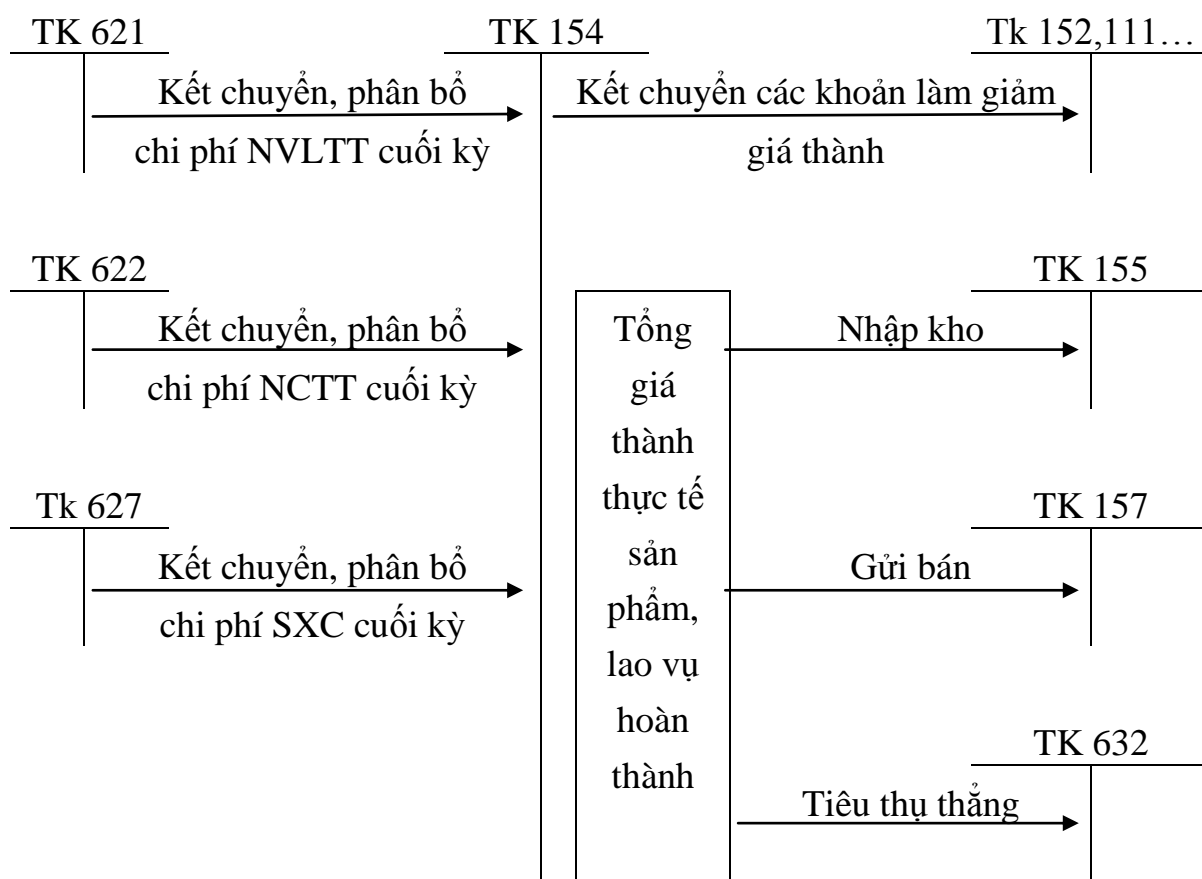 TK 621
TK 154
Tk 152,111…
Kết chuyển, phân bổ
chi phí NVLTT cuối kỳ
Kết chuyển các khoản làm giảm
giá thành
TK 622
TK 155
Kết chuyển, phân bổ
chi phí NCTT cuối kỳ
Tổng
giá
thành
thực tế
sản
phẩm,
lao vụ
hoàn
thành
Nhập kho
Tk 627
TK 157
Kết chuyển, phân bổ
chi phí SXC cuối kỳ
Gửi bán
TK 632
Tiêu thụ thẳng